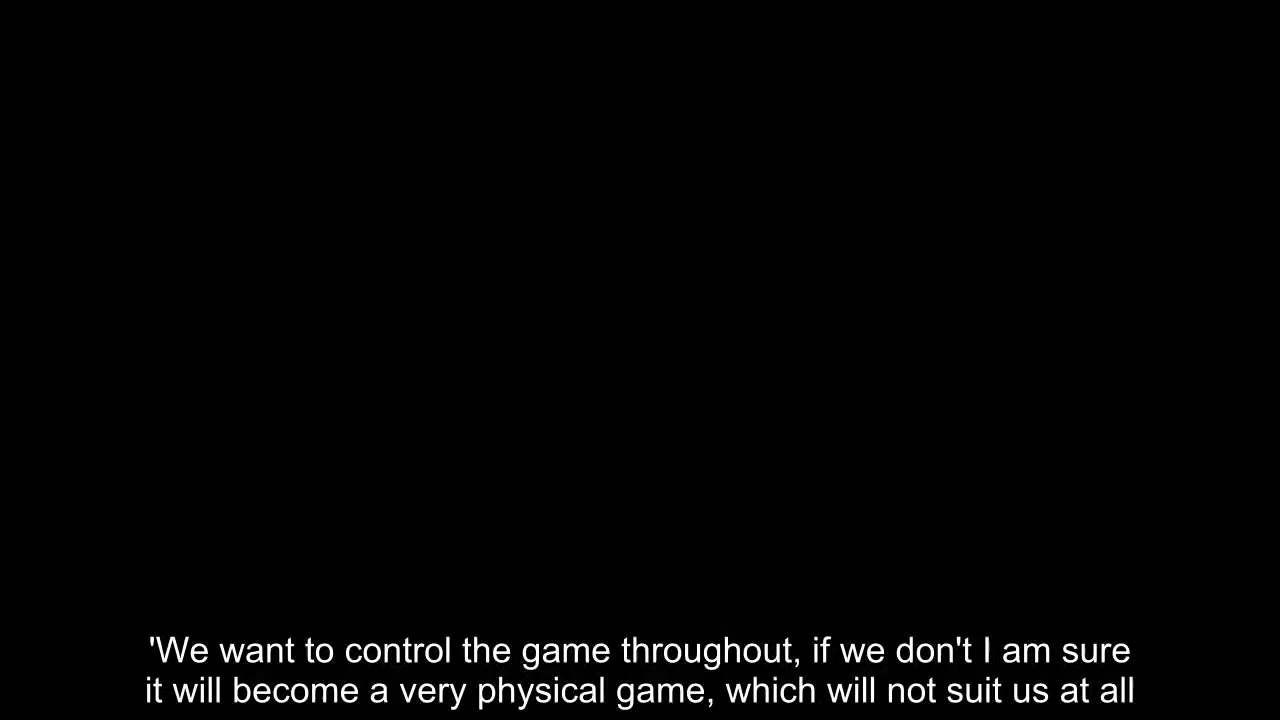 'We want to control the game throughout, if we don't I am sure
it will become a very physical game, which will not suit us at all